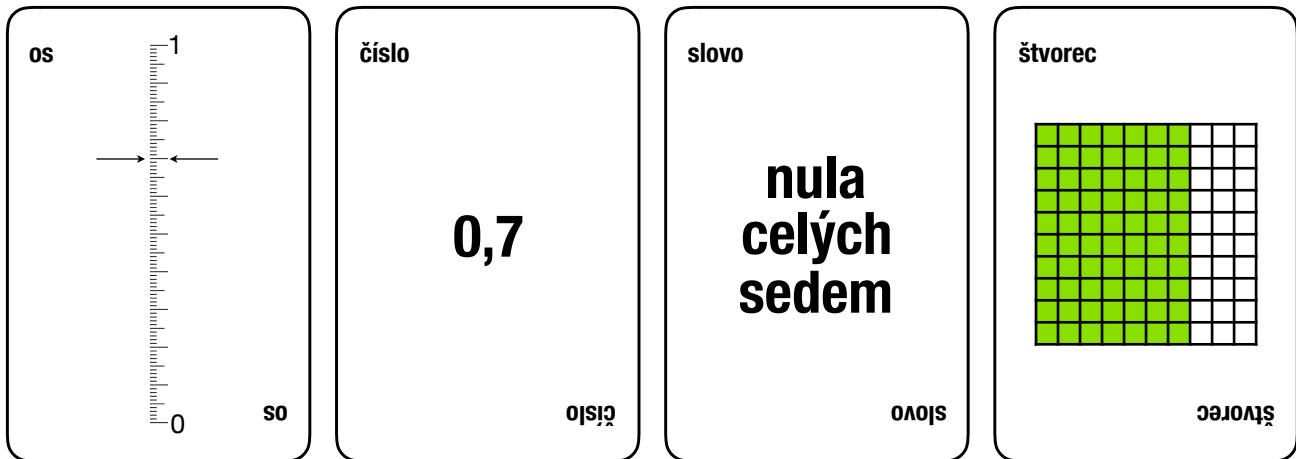 os
1
0
os
číslo
0,7
číslo
slovo
nula
celých
sedem
slovo
štvorec
štvorec